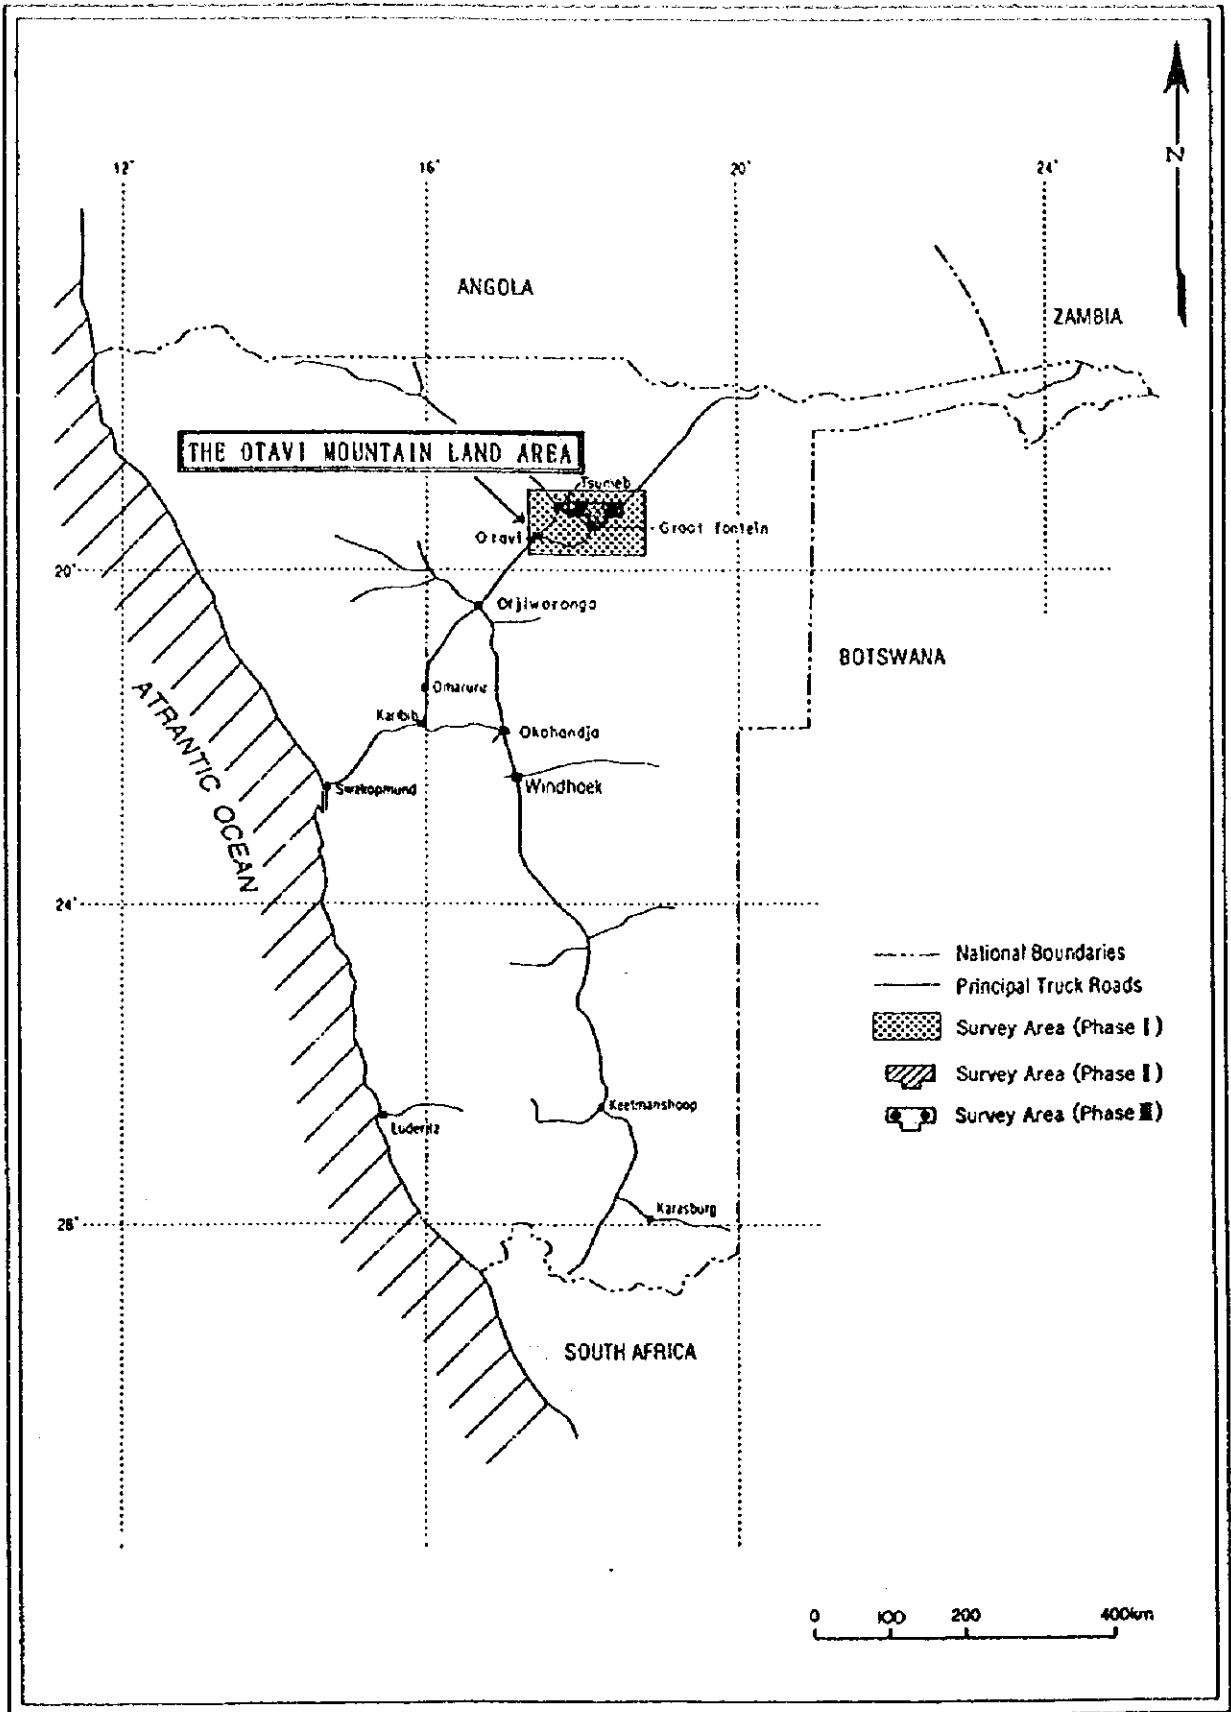 N
12°
16°
20°
24°
ANGOLA
ZAMBIA
THE OTAVI MOUNTAIN LAND AREA
Tsumeb
Groot fontein
Otavi
20°
Otjiworongo
BOTSWANA
Omaruru
Karibib
Okahandja
ATRANTIC OCEAN
Swakopmund
Windhoek
24°
National Boundaries
Principal Truck Roads
Survey Area (Phase I)
Survey Area (Phase II)
Survey Area (Phase III)
Keetmanshoop
Luderitz
Karasburg
28°
SOUTH AFRICA
0 100 200 400km